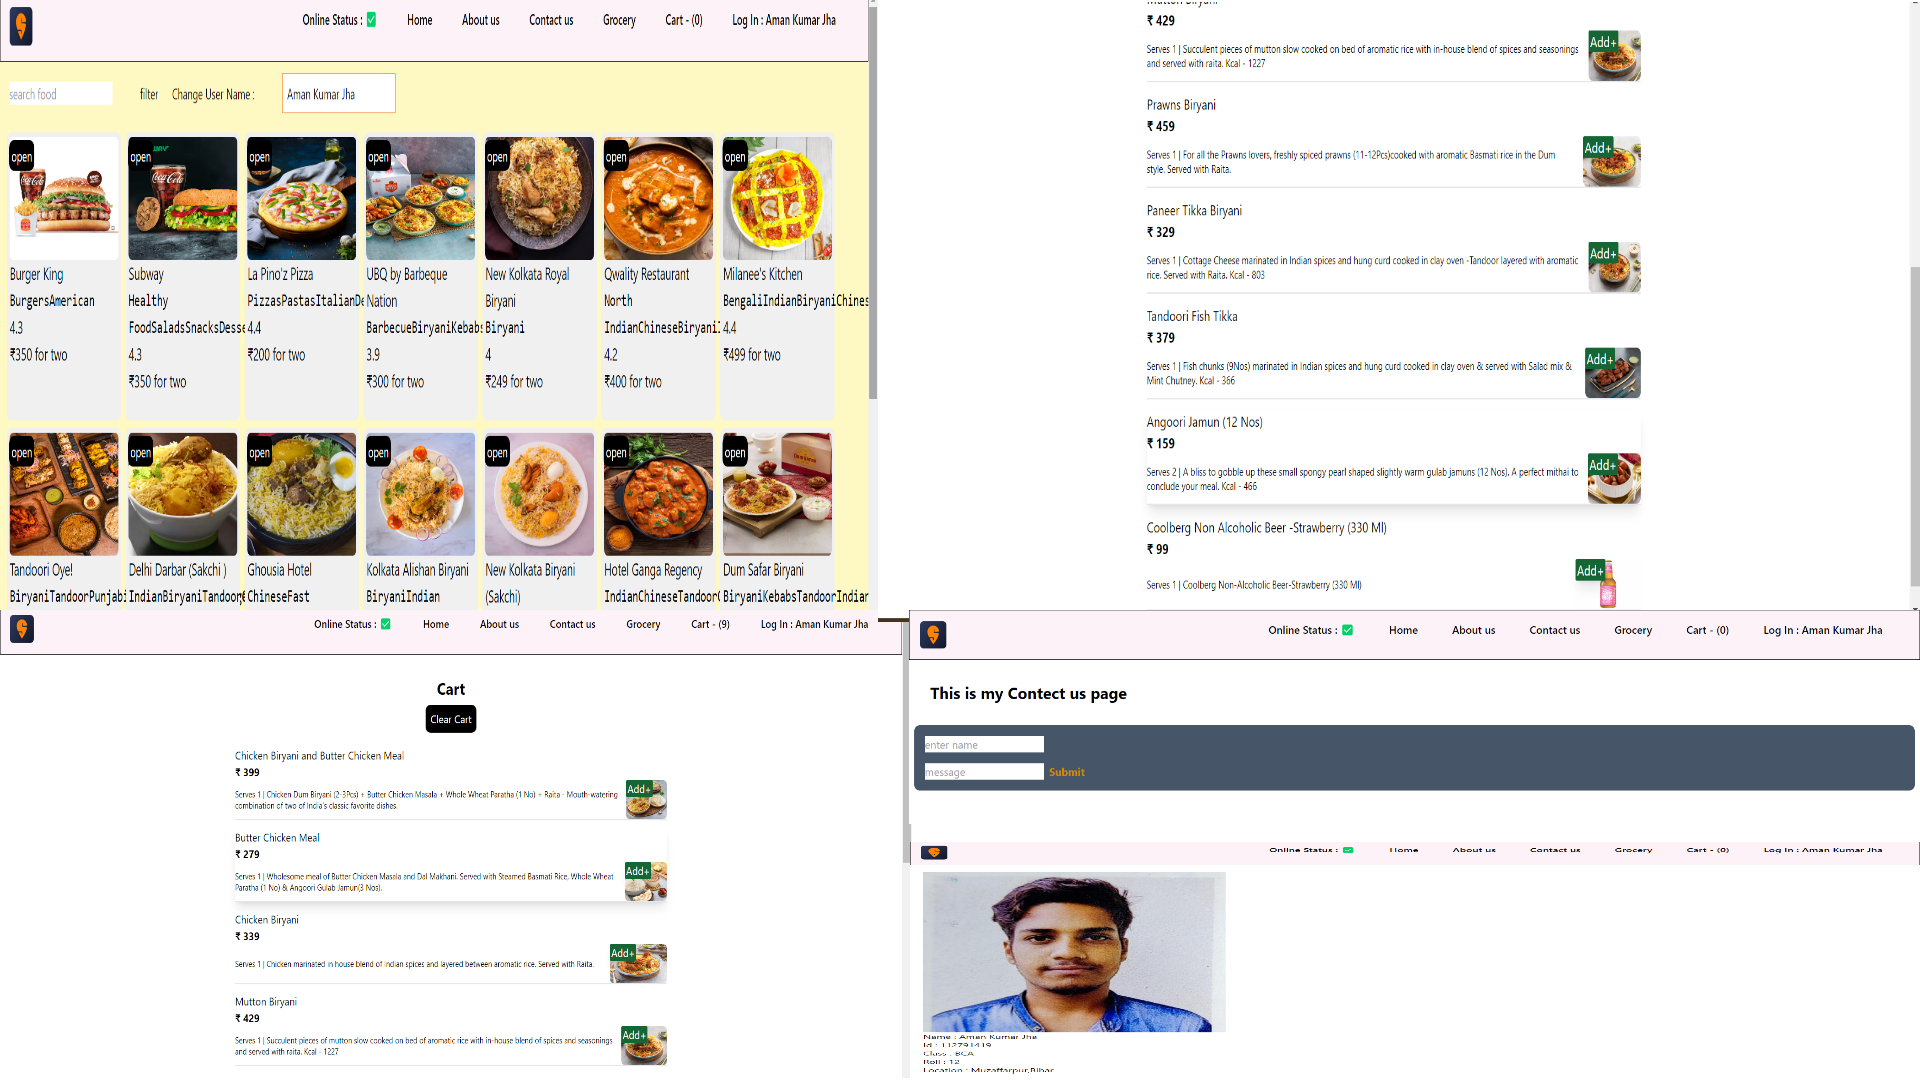 Online Status : ✅ Home About us Contact us Grocery Cart - (0) Log In : Aman Kumar Jha
search food filter Change User Name : Aman Kumar Jha
open open open open open open open
Burger King
BurgersAmerican
4.3
₹350 for two
Subway
Healthy
FoodSaladsSnacksDesse
4.3
₹350 for two
La Pino'z Pizza
PizzasPastasItalianDe
4.4
₹200 for two
UBQ by Barbeque
Nation
BarbecueBiryaniKebabs
3.9
₹300 for two
New Kolkata Royal
Biryani
Biryani
4
₹249 for two
Qwality Restaurant
North
IndianChineseBiryani
4.2
₹400 for two
Milanee's Kitchen
BengaliIndianBiryaniChines
4.4
₹499 for two
open open open open open open open
Tandoori Oye!
BiryaniTandoorPunjabi
Delhi Darbar (Sakchi )
IndianBiryaniTandoor
Ghousia Hotel
ChineseFast
Kolkata Alishan Biryani
BiryaniIndian
New Kolkata Biryani
(Sakchi)
Hotel Ganga Regency
IndianChineseTandoor
Dum Safar Biryani
BiryaniKebabsTandoorIndian
Mutton Biryani
₹ 429
Add+
Serves 1 | Succulent pieces of mutton slow cooked on bed of aromatic rice with in-house blend of spices and seasonings
and served with raita. Kcal - 1227
Prawns Biryani
₹ 459
Add+
Serves 1 | For all the Prawns lovers, freshly spiced prawns (11-12Pcs)cooked with aromatic Basmati rice in the Dum
style. Served with Raita.
Paneer Tikka Biryani
₹ 329
Add+
Serves 1 | Cottage Cheese marinated in Indian spices and hung curd cooked in clay oven -Tandoor layered with aromatic
rice. Served with Raita. Kcal - 803
Tandoori Fish Tikka
₹ 379
Add+
Serves 1 | Fish chunks (9Nos) marinated in Indian spices and hung curd cooked in clay oven & served with Salad mix &
Mint Chutney. Kcal - 366
Angoori Jamun (12 Nos)
₹ 159
Add+
Serves 2 | A bliss to gobble up these small spongy pearl shaped slightly warm gulab jamuns (12 Nos). A perfect mithai to
conclude your meal. Kcal - 466
Coolberg Non Alcoholic Beer -Strawberry (330 Ml)
₹ 99
Add+
Serves 1 | Coolberg Non-Alcoholic Beer-Strawberry (330 Ml)
Online Status : ✅ Home About us Contact us Grocery Cart - (9) Log In : Aman Kumar Jha
Cart
Clear Cart
Chicken Biryani and Butter Chicken Meal
₹ 399
Add+
Serves 1 | Chicken Dum Biryani (2-3Pcs) + Butter Chicken Masala + Whole Wheat Paratha (1 No) + Raita - Mouth-watering
combination of two of India's classic favorite dishes.
Butter Chicken Meal
₹ 279
Add+
Serves 1 | Wholesome meal of Butter Chicken Masala and Dal Makhani. Served with Steamed Basmati Rice, Whole Wheat
Paratha (1 No) & Angoori Gulab Jamun(3 Nos).
Chicken Biryani
₹ 339
Add+
Serves 1 | Chicken marinated in house blend of Indian spices and layered between aromatic rice. Served with Raita.
Mutton Biryani
₹ 429
Add+
Serves 1 | Succulent pieces of mutton slow cooked on bed of aromatic rice with in-house blend of spices and seasonings
and served with raita. Kcal - 1227
Online Status : ✅ Home About us Contact us Grocery Cart - (0) Log In : Aman Kumar Jha
This is my Contect us page
enter name
message Submit
Online Status : ✅ Home About us Contact us Grocery Cart - (0) Log In : Aman Kumar Jha
Name : Aman Kumar Jha
Id : 112791419
Class : BCA
Roll : 12
Location : Muzaffarpur,Bihar